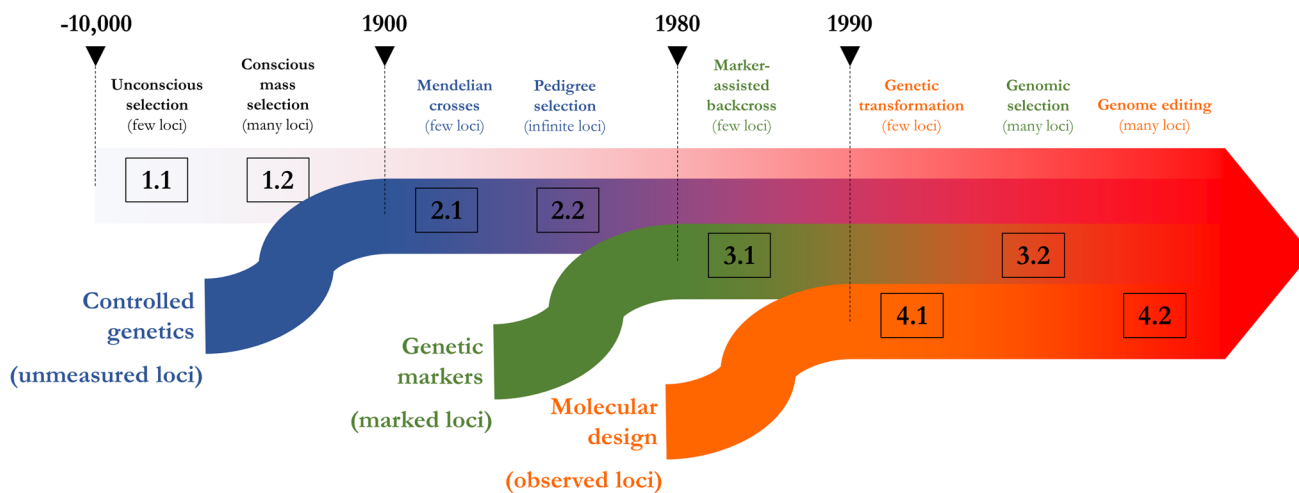 -10,000
1900
1980
1990
Unconscious
selection
(few loci)
Conscious
mass
selection
(many loci)
Mendelian
crosses
(few loci)
Pedigree
selection
(infinite loci)
Marker-
assisted
backcross
(few loci)
Genetic
transformation
(few loci)
Genomic
selection
(many loci)
Genome editing
(many loci)
1.1
1.2
2.1
2.2
3.1
3.2
4.1
4.2
Controlled
genetics
(unmeasured loci)
Genetic
markers
(marked loci)
Molecular
design
(observed loci)